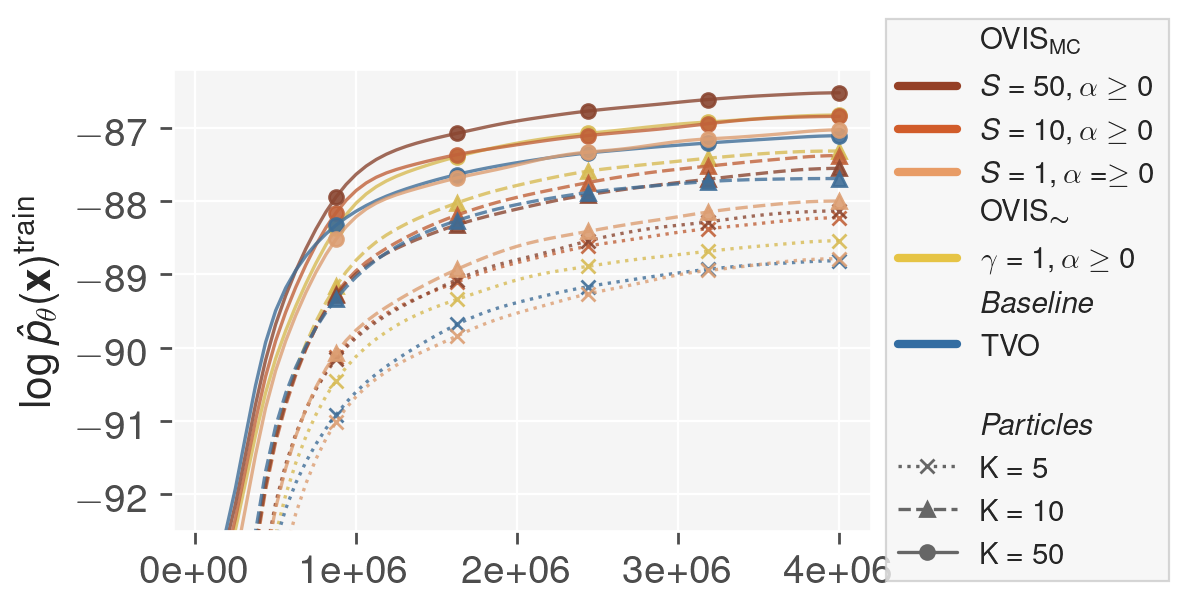 log p̂θ(x)train
−87
−88
−89
−90
−91
−92
0e+00
1e+06
2e+06
3e+06
4e+06
OVISMC
S = 50, α ≥ 0
S = 10, α ≥ 0
S = 1, α =≥ 0
OVIS∼
γ = 1, α ≥ 0
Baseline
TVO
Particles
K = 5
K = 10
K = 50